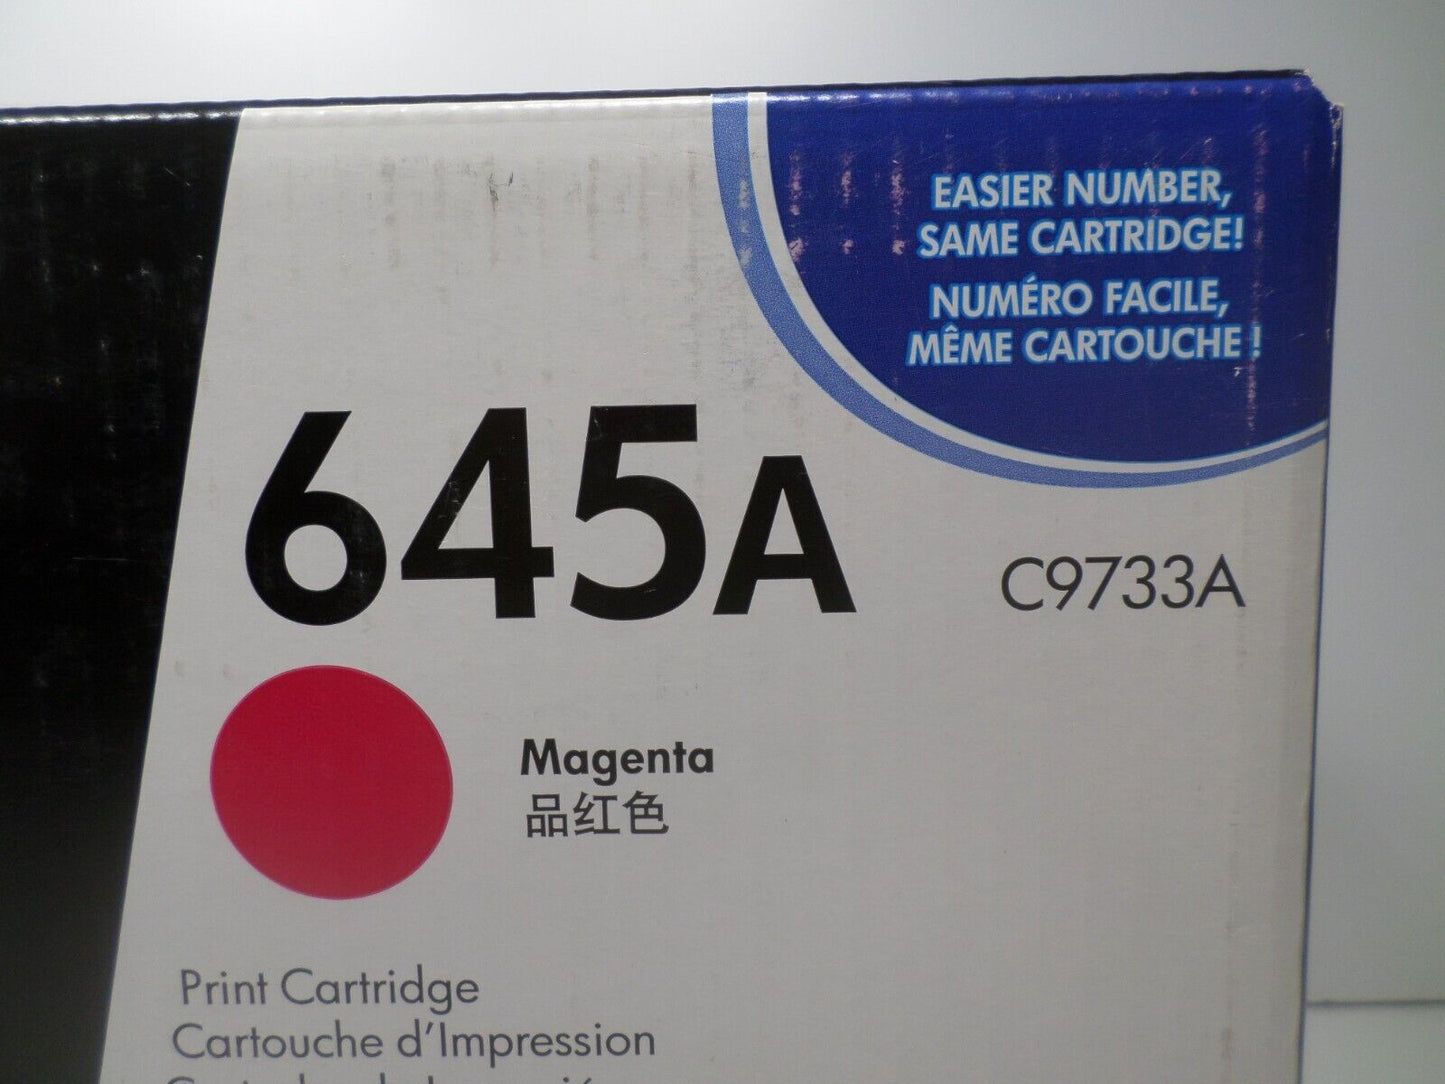 EASIER NUMBER,
SAME CARTRIDGE!
NUMÉRO FACILE,
MÊME CARTOUCHE !
645A
C9733A
Magenta
品红色
Print Cartridge
Cartouche d'Impression